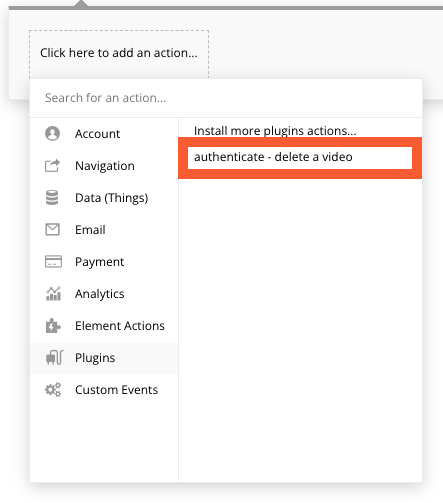 Click here to add an action...
Search for an action...
Account
Navigation
Data (Things)
Email
Payment
Analytics
Element Actions
Plugins
Custom Events
Install more plugins actions...
authenticate - delete a video